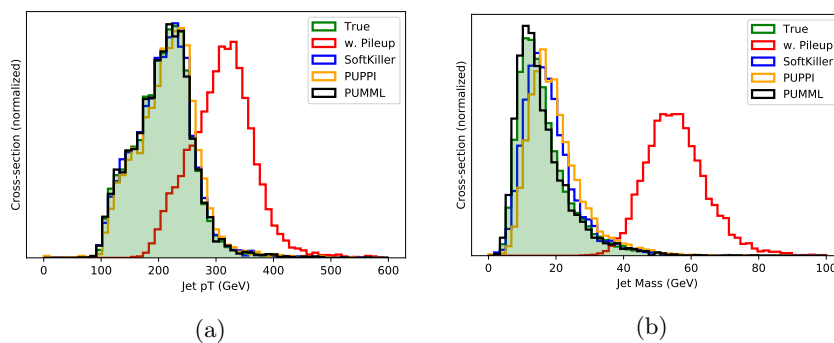 True
w. Pileup
SoftKiller
PUPPI
PUMML
Cross-section (normalized)
0 100 200 300 400 500 600
Jet pT (GeV)
(a)
True
w. Pileup
SoftKiller
PUPPI
PUMML
Cross-section (normalized)
0 20 40 60 80 100
Jet Mass (GeV)
(b)